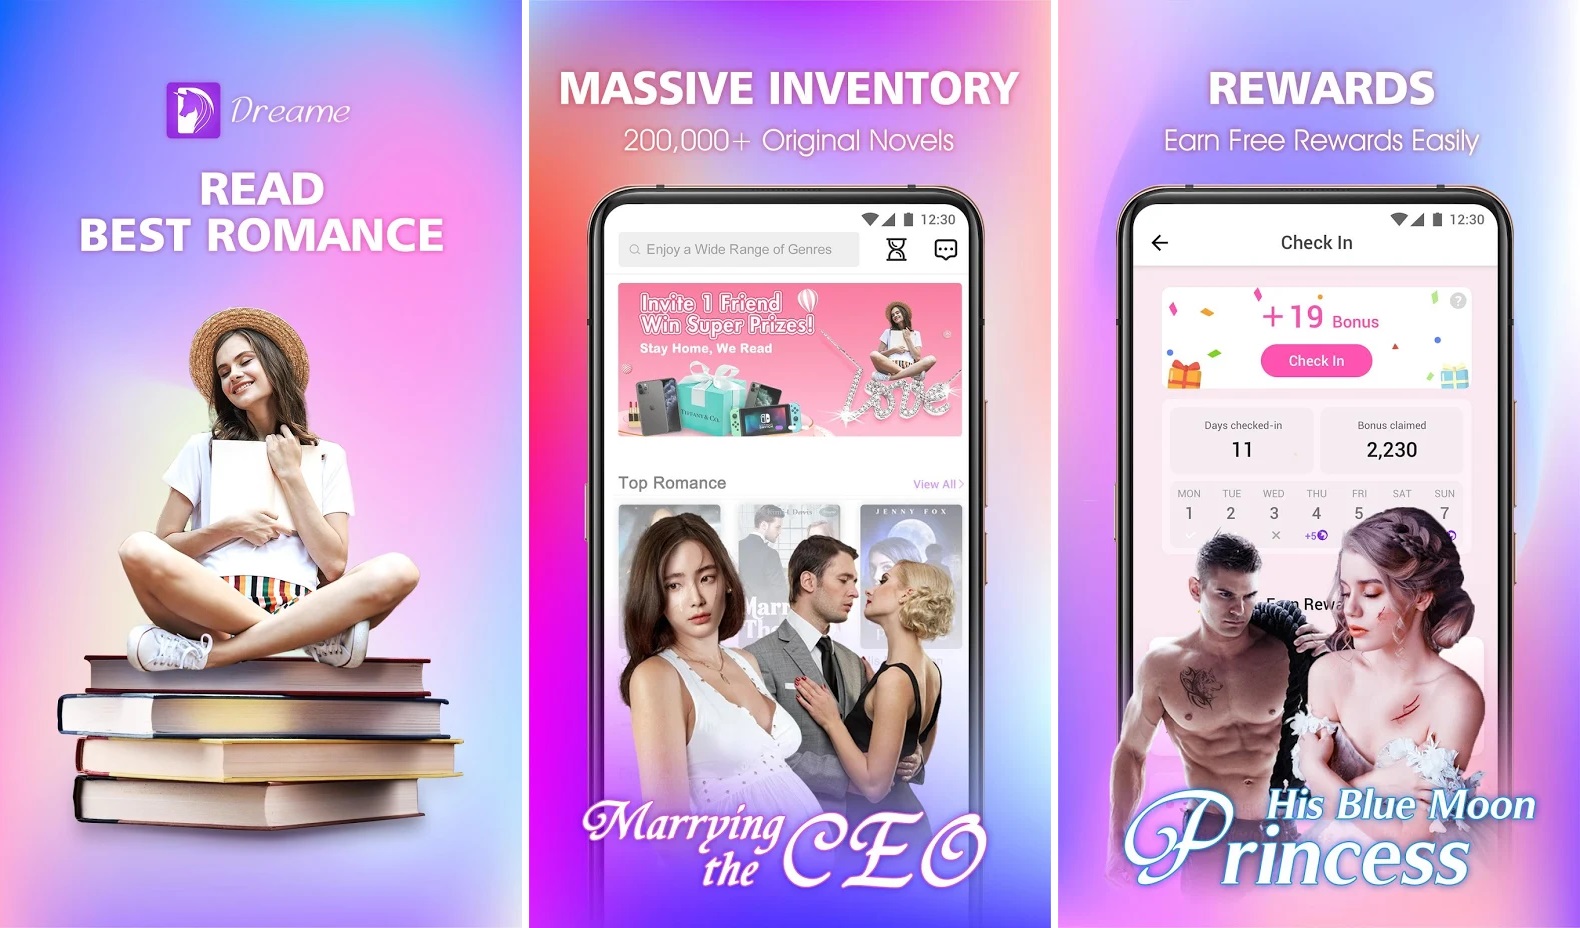 Dreame
READ
BEST ROMANCE
MASSIVE INVENTORY
200,000+ Original Novels
12:30
Enjoy a Wide Range of Genres
Invite 1 Friend
Win Super Prizes!
Stay Home, We Read
TIFFANY & CO.
Love
Top Romance
View All
JENNY FOX
Marr
The
Marrying
the CEO
REWARDS
Earn Free Rewards Easily
12:30
Check In
?
+19 Bonus
Check In
Days checked-in
11
Bonus claimed
2,230
MON TUE WED THU FRI SAT SUN
1 2 3 4 5 7
+5
His Blue Moon
Princess